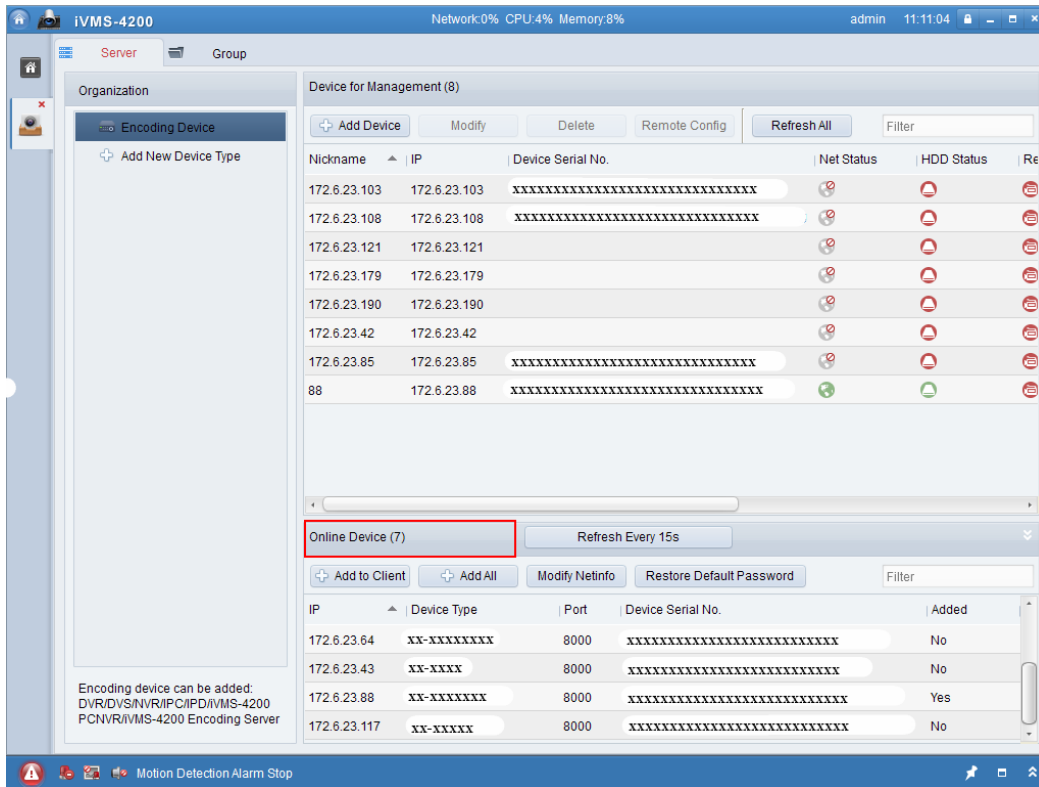 iVMS-4200 Network:0% CPU:4% Memory:8% admin 11:11:04
Server Group
Organization
Encoding Device
Add New Device Type
Encoding device can be added:
DVR/DVS/NVR/IPC/IPD/iVMS-4200
PCNVR/iVMS-4200 Encoding Server
Device for Management (8)
Add Device Modify Delete Remote Config Refresh All Filter
Nickname IP Device Serial No. Net Status HDD Status Re
172.6.23.103 172.6.23.103 xxxxxxxxxxxxxxxxxxxxxxxxxxxxxx
172.6.23.108 172.6.23.108 xxxxxxxxxxxxxxxxxxxxxxxxxxxxxx
172.6.23.121 172.6.23.121
172.6.23.179 172.6.23.179
172.6.23.190 172.6.23.190
172.6.23.42 172.6.23.42
172.6.23.85 172.6.23.85 xxxxxxxxxxxxxxxxxxxxxxxxxxxxxx
88 172.6.23.88 xxxxxxxxxxxxxxxxxxxxxxxxxxxxxxx
Online Device (7) Refresh Every 15s
Add to Client Add All Modify Netinfo Restore Default Password Filter
IP Device Type Port Device Serial No. Added
172.6.23.64 xx-xxxxxxxx 8000 xxxxxxxxxxxxxxxxxxxxxxxxxx No
172.6.23.43 xx-xxxx 8000 xxxxxxxxxxxxxxxxxxxxxxxxxx No
172.6.23.88 xx-xxxxxxx 8000 xxxxxxxxxxxxxxxxxxxxxxxxxxx Yes
172.6.23.117 xx-xxxxx 8000 xxxxxxxxxxxxxxxxxxxxxxxxxxx No
Motion Detection Alarm Stop